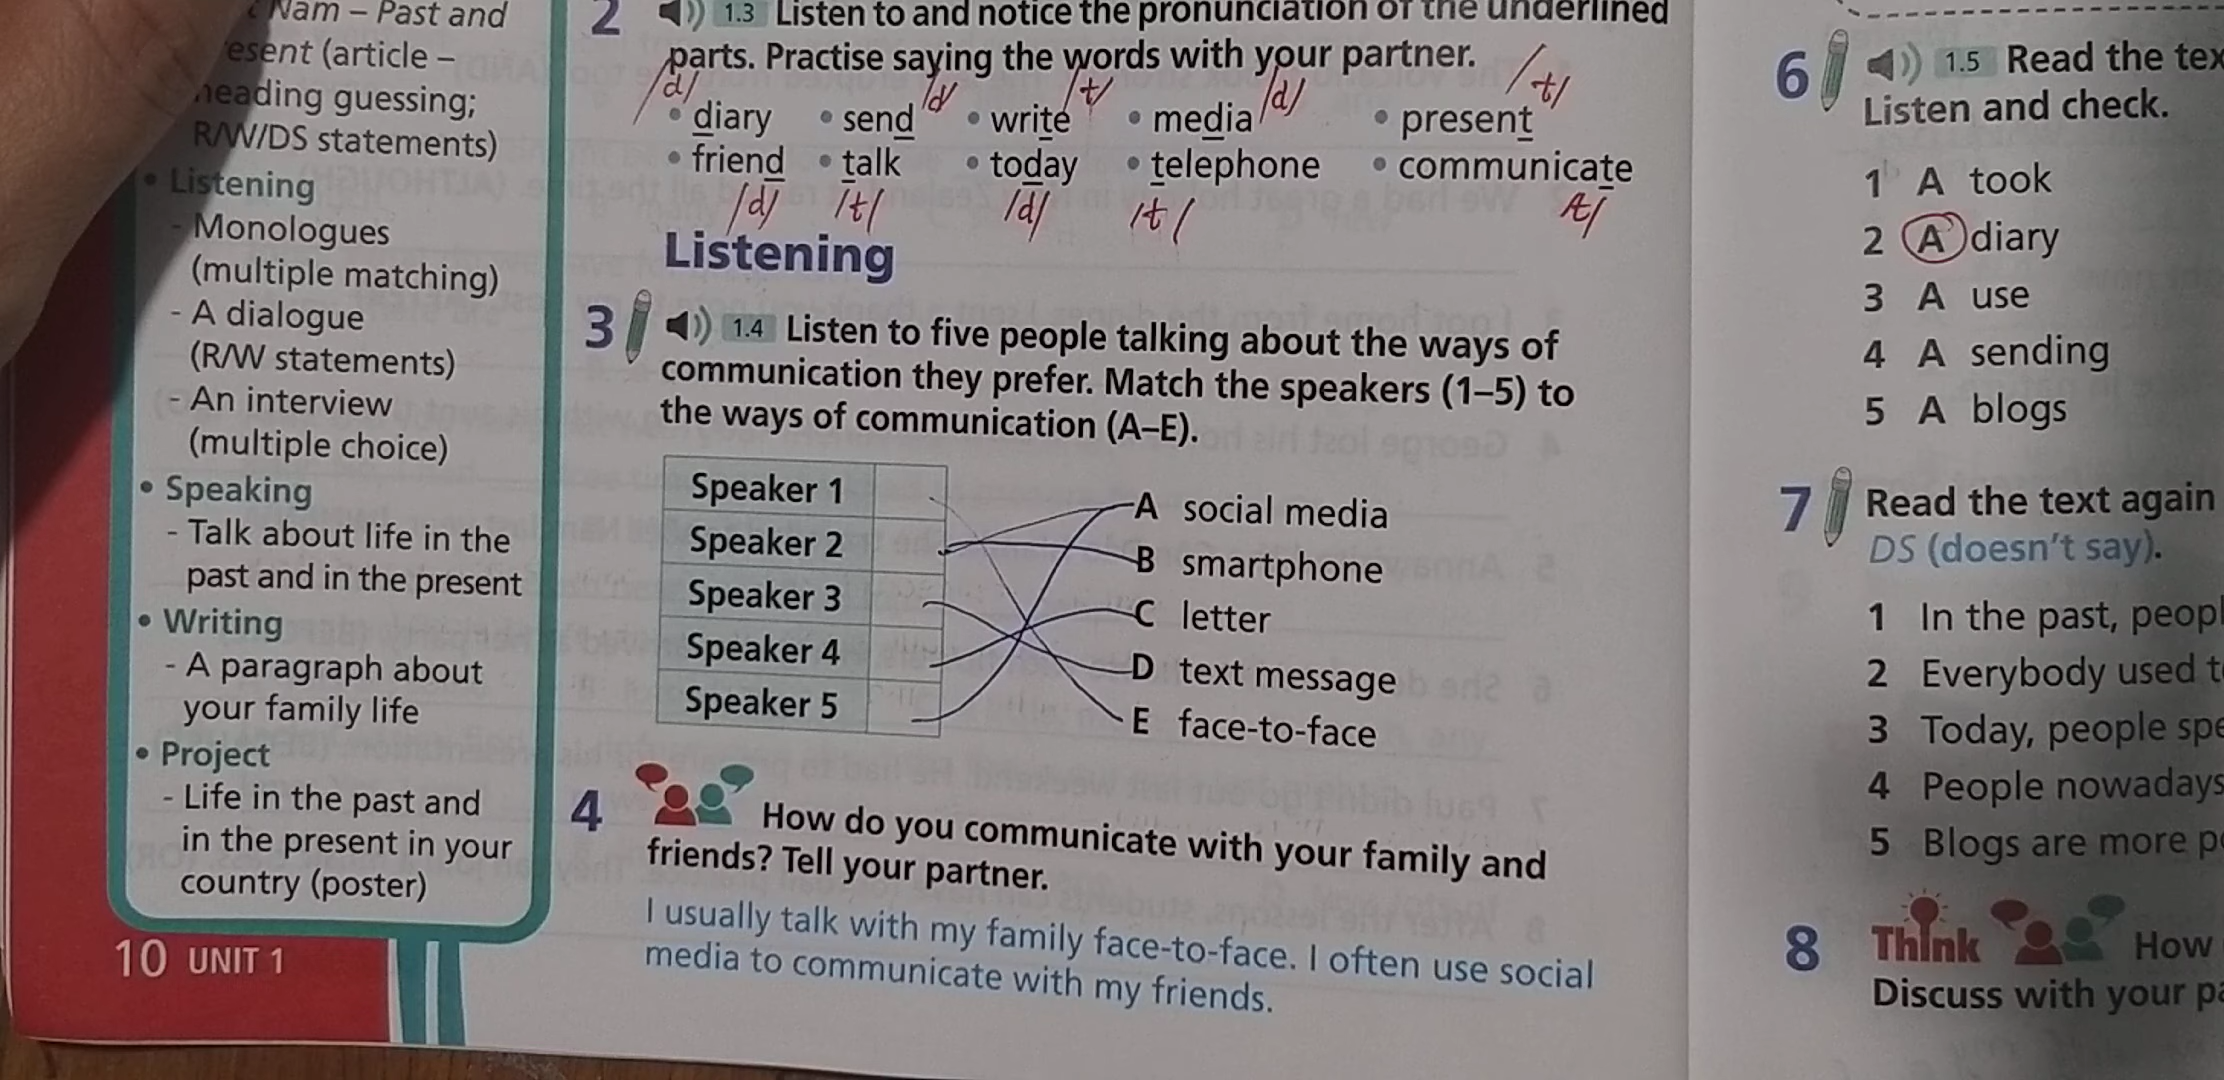 Nam – Past and
esent (article –
heading guessing;
R/W/DS statements)
• Listening
- Monologues
(multiple matching)
- A dialogue
(R/W statements)
- An interview
(multiple choice)
• Speaking
- Talk about life in the
past and in the present
• Writing
- A paragraph about
your family life
• Project
- Life in the past and
in the present in your
country (poster)
10 UNIT 1
2 1.3 Listen to and notice the pronunciation of the underlined
parts. Practise saying the words with your partner.
/d/ /d/ /t/ /d/ /t/
• diary • send • write • media • present
• friend • talk • today • telephone • communicate
/d/ /t/ /d/ /t/ /t/
Listening
3 1.4 Listen to five people talking about the ways of
communication they prefer. Match the speakers (1–5) to
the ways of communication (A–E).
Speaker 1
Speaker 2
Speaker 3
Speaker 4
Speaker 5
A social media
B smartphone
C letter
D text message
E face-to-face
4 How do you communicate with your family and
friends? Tell your partner.
I usually talk with my family face-to-face. I often use social
media to communicate with my friends.
6 1.5 Read the tex
Listen and check.
1 A took
2 A diary
3 A use
4 A sending
5 A blogs
7 Read the text again
DS (doesn't say).
1 In the past, peopl
2 Everybody used t
3 Today, people spe
4 People nowadays
5 Blogs are more p
8 Think How
Discuss with your pa